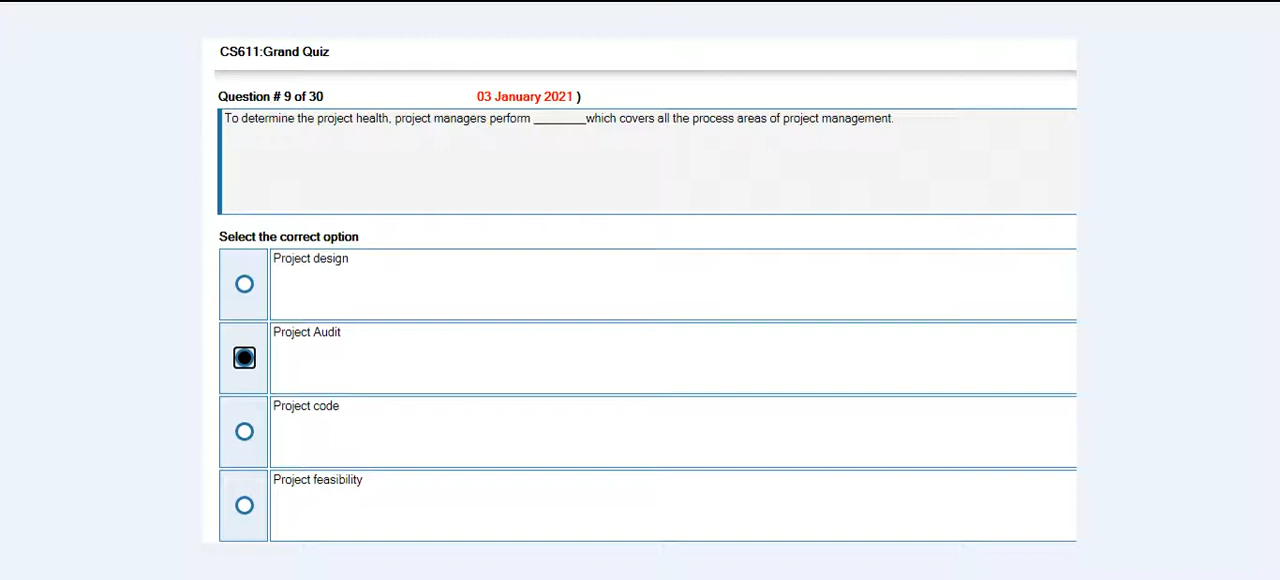 CS611:Grand Quiz
Question # 9 of 30 03 January 2021 )
To determine the project health, project managers perform ________which covers all the process areas of project management.
Select the correct option
Project design
Project Audit
Project code
Project feasibility